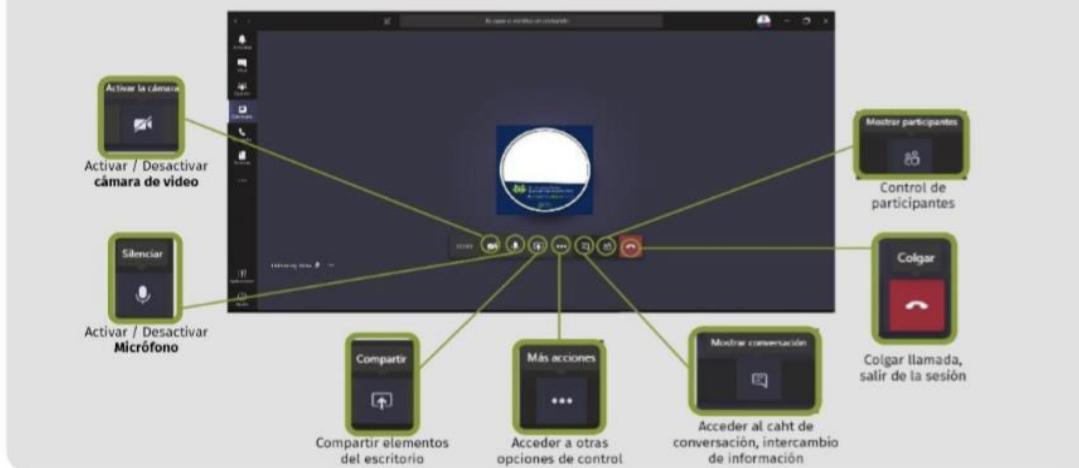 Activar la cámara
Activar / Desactivar
cámara de video
Silenciar
Activar / Desactivar
Micrófono
Compartir
Compartir elementos
del escritorio
Más acciones
Acceder a otras
opciones de control
Mostrar conversación
Acceder al caht de
conversación, intercambio
de información
Mostrar participantes
Control de
participantes
Colgar
Colgar llamada,
salir de la sesión